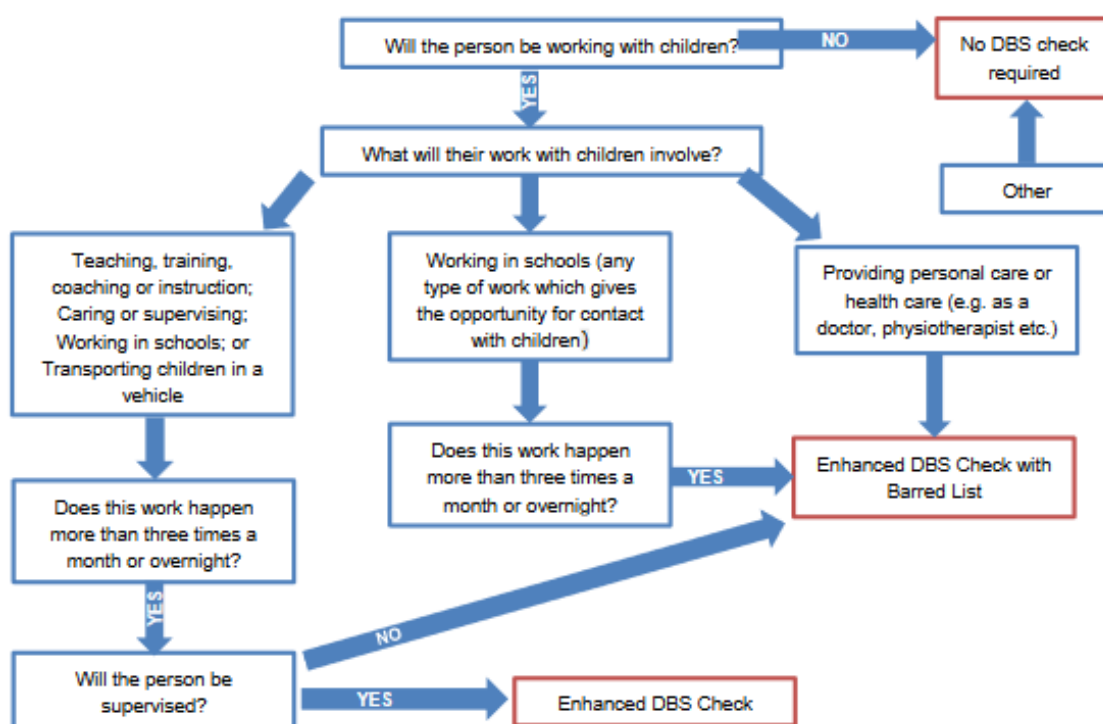 Will the person be working with children?
NO
No DBS check
required
YES
What will their work with children involve?
Other
Teaching, training,
coaching or instruction;
Caring or supervising;
Working in schools; or
Transporting children in a
vehicle
Working in schools (any
type of work which gives
the opportunity for contact
with children)
Providing personal care or
health care (e.g. as a
doctor, physiotherapist etc.)
Does this work happen
more than three times a
month or overnight?
YES
Enhanced DBS Check with
Barred List
Does this work happen
more than three times a
month or overnight?
YES
NO
Will the person be
supervised?
YES
Enhanced DBS Check